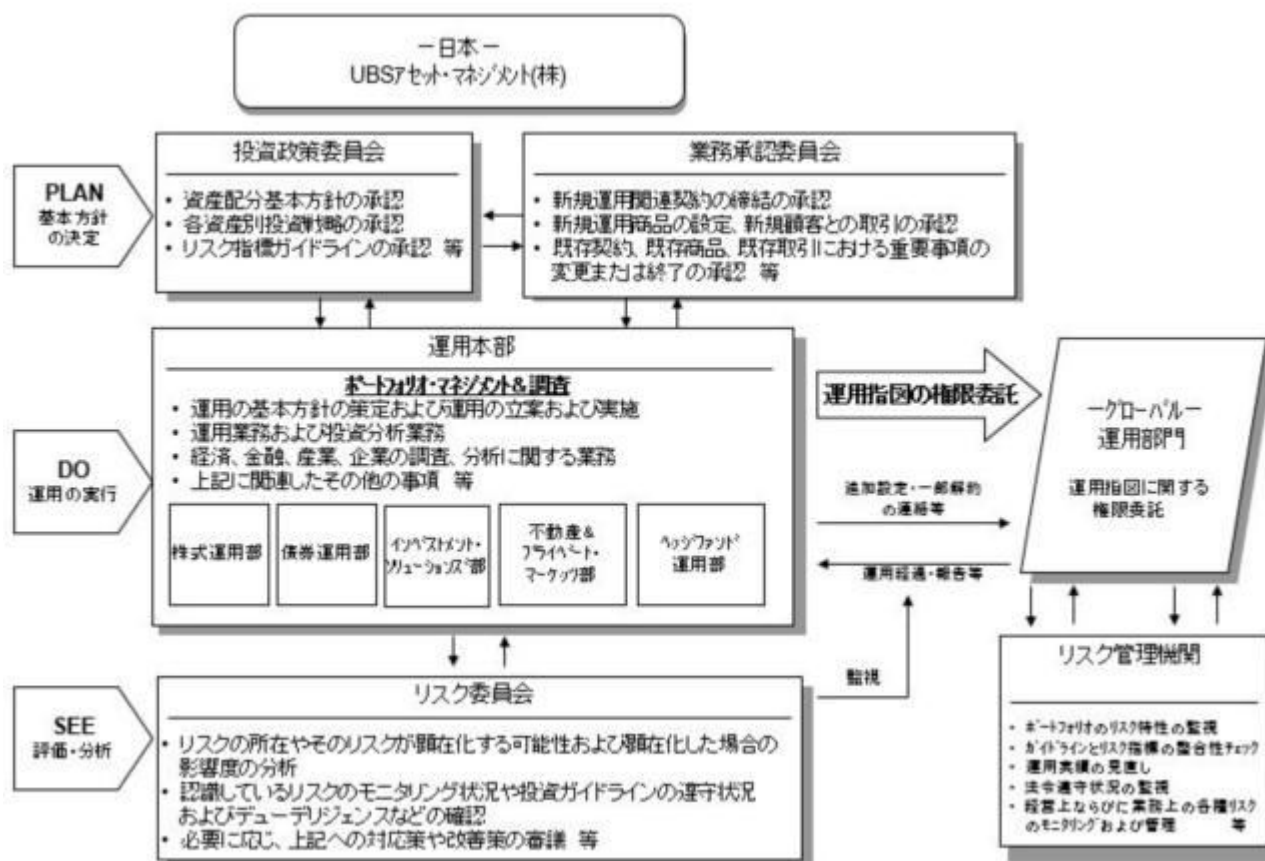 －日本－
UBSアセット・マネジメント(株)
投資政策委員会
・ 資産配分基本方針の承認
・ 各資産別投資戦略の承認
・ リスク指標ガイドラインの承認 等
業務承認委員会
・ 新規運用関連契約の締結の承認
・ 新規運用商品の設定、新規顧客との取引の承認
・ 既存契約、既存商品、既存取引における重要事項の
変更または終了の承認 等
PLAN
基本方針
の決定
運用本部
ポートフォリオ・マネジメント&調査
・ 運用の基本方針の策定および運用の立案および実施
・ 運用業務および投資分析業務
・ 経済、金融、産業、企業の調査、分析に関する業務
・ 上記に関連したその他の事項 等
DO
運用の実行
株式運用部
債券運用部
インベストメント・
ソリューションズ部
不動産&
プライベート・
マーケッツ部
ヘッジファンド
運用部
運用指図の権限委託
追加設定・一部解約
の連絡等
運用経過・報告等
－グローバル－
運用部門
運用指図に関する
権限委託
監視
SEE
評価・分析
リスク委員会
・ リスクの所在やそのリスクが顕在化する可能性および顕在化した場合の
影響度の分析
・ 認識しているリスクのモニタリング状況や投資ガイドラインの遵守状況
およびデューデリジェンスなどの確認
・ 必要に応じ、上記への対応策や改善策の審議 等
リスク管理機関
・ ポートフォリオのリスク特性の監視
・ ガイドラインとリスク指標の整合性チェック
・ 運用実績の見直し
・ 法令遵守状況の監視
・ 経営上ならびに業務上の各種リスク
のモニタリングおよび管理 等